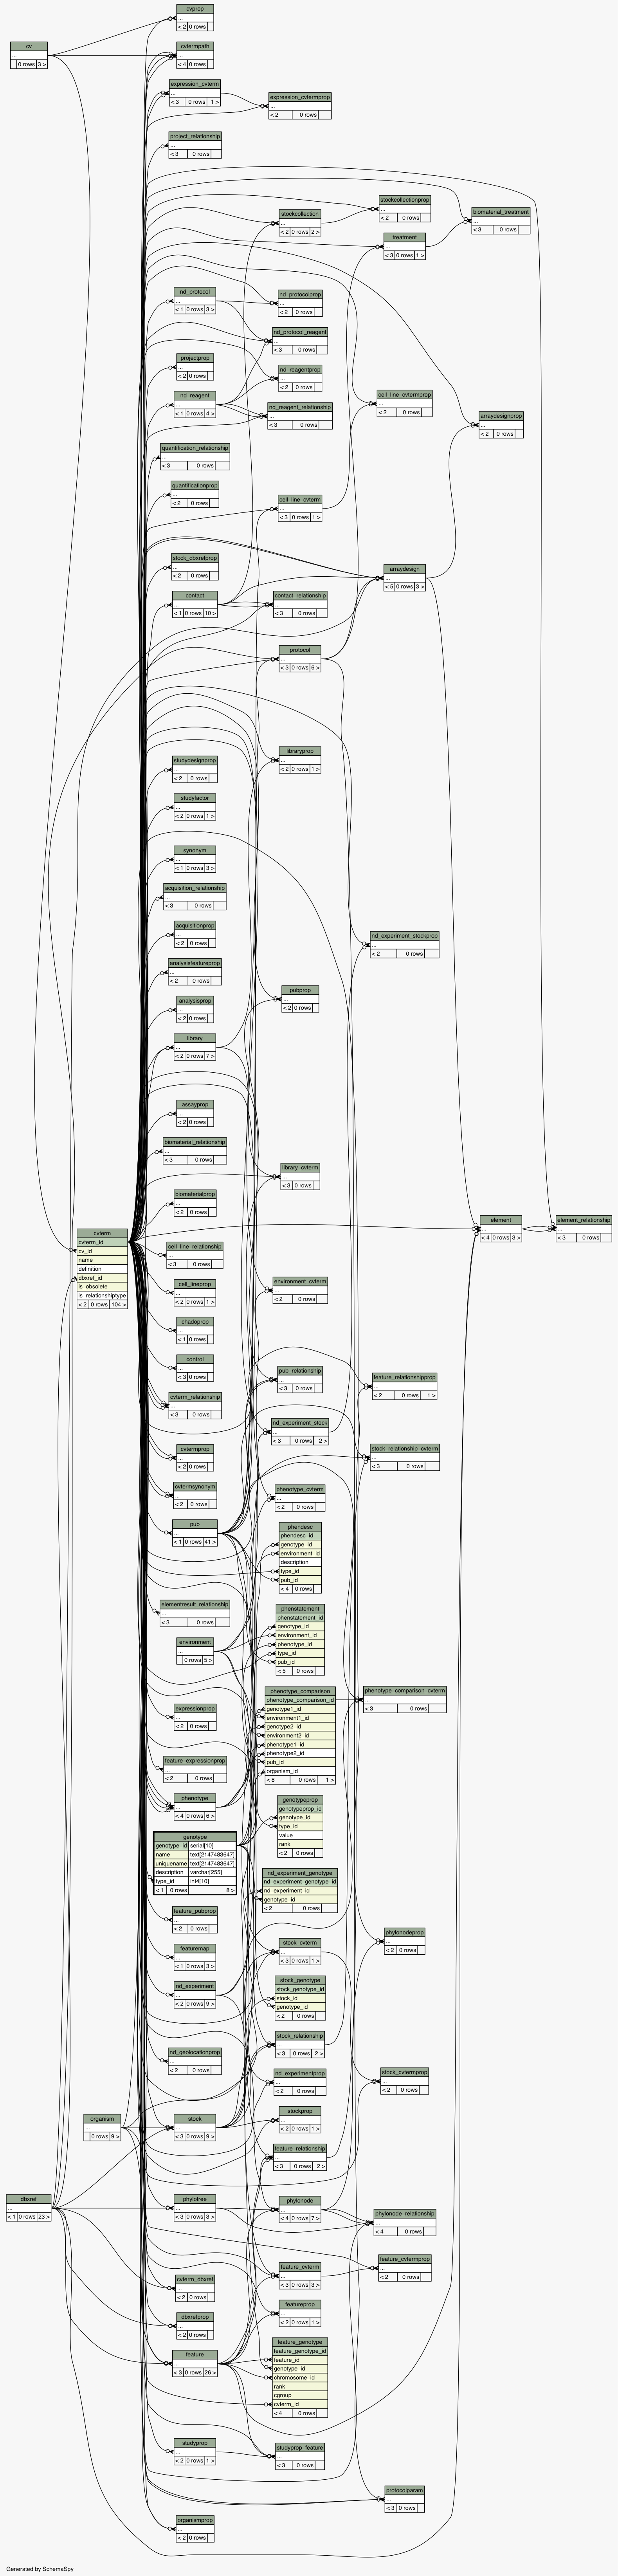 cvprop
...
< 2 0 rows
cv
...
0 rows 3 >
cvtermpath
...
< 4 0 rows
expression_cvterm
...
< 3 0 rows 1 >
expression_cvtermprop
...
< 2 0 rows
project_relationship
...
< 3 0 rows
stockcollectionprop
...
< 2 0 rows
stockcollection
...
< 2 0 rows 2 >
biomaterial_treatment
...
< 3 0 rows
treatment
...
< 3 0 rows 1 >
nd_protocol
...
< 1 0 rows 3 >
nd_protocolprop
...
< 2 0 rows
nd_protocol_reagent
...
< 3 0 rows
projectprop
...
< 2 0 rows
nd_reagentprop
...
< 2 0 rows
nd_reagent
...
< 1 0 rows 4 >
nd_reagent_relationship
...
< 3 0 rows
cell_line_cvtermprop
...
< 2 0 rows
arraydesignprop
...
< 2 0 rows
quantification_relationship
...
< 3 0 rows
quantificationprop
...
< 2 0 rows
cell_line_cvterm
...
< 3 0 rows 1 >
stock_dbxrefprop
...
< 2 0 rows
arraydesign
...
< 5 0 rows 3 >
contact
...
< 1 0 rows 10 >
contact_relationship
...
< 3 0 rows
protocol
...
< 3 0 rows 6 >
libraryprop
...
< 2 0 rows 1 >
studydesignprop
...
< 2 0 rows
studyfactor
...
< 2 0 rows 1 >
synonym
...
< 1 0 rows 3 >
acquisition_relationship
...
< 3 0 rows
acquisitionprop
...
< 2 0 rows
nd_experiment_stockprop
...
< 2 0 rows
analysisfeatureprop
...
< 2 0 rows
pubprop
...
< 2 0 rows
analysisprop
...
< 2 0 rows
library
...
< 2 0 rows 7 >
assayprop
...
< 2 0 rows
biomaterial_relationship
...
< 3 0 rows
library_cvterm
...
< 3 0 rows
biomaterialprop
...
< 2 0 rows
element
...
< 4 0 rows 3 >
element_relationship
...
< 3 0 rows
cvterm
cvterm_id
cv_id
name
definition
dbxref_id
is_obsolete
is_relationshiptype
< 2 0 rows 104 >
cell_line_relationship
...
< 3 0 rows
cell_lineprop
...
< 2 0 rows 1 >
environment_cvterm
...
< 2 0 rows
chadoprop
...
< 1 0 rows
control
...
< 3 0 rows
pub_relationship
...
< 3 0 rows
feature_relationshipprop
...
< 2 0 rows 1 >
cvterm_relationship
...
< 3 0 rows
nd_experiment_stock
...
< 3 0 rows 2 >
cvtermprop
...
< 2 0 rows
stock_relationship_cvterm
...
< 3 0 rows
cvtermsynonym
...
< 2 0 rows
phenotype_cvterm
...
< 2 0 rows
pub
...
< 1 0 rows 41 >
phendesc
phendesc_id
genotype_id
environment_id
description
type_id
pub_id
< 4 0 rows
elementresult_relationship
...
< 3 0 rows
phenstatement
phenstatement_id
genotype_id
environment_id
phenotype_id
type_id
pub_id
< 5 0 rows
environment
...
0 rows 5 >
phenotype_comparison
phenotype_comparison_id
genotype1_id
environment1_id
genotype2_id
environment2_id
phenotype1_id
phenotype2_id
pub_id
organism_id
< 8 0 rows 1 >
phenotype_comparison_cvterm
...
< 3 0 rows
expressionprop
...
< 2 0 rows
feature_expressionprop
...
< 2 0 rows
phenotype
...
< 4 0 rows 6 >
genotypeprop
genotypeprop_id
genotype_id
type_id
value
rank
< 2 0 rows
genotype
genotype_id serial[10]
name text[2147483647]
uniquename text[2147483647]
description varchar[255]
type_id int4[10]
< 1 0 rows 8 >
nd_experiment_genotype
nd_experiment_genotype_id
nd_experiment_id
genotype_id
< 2 0 rows
feature_pubprop
...
< 2 0 rows
phylonodeprop
...
< 2 0 rows
featuremap
...
< 1 0 rows 3 >
stock_cvterm
...
< 3 0 rows 1 >
nd_experiment
...
< 2 0 rows 9 >
stock_genotype
stock_genotype_id
stock_id
genotype_id
< 2 0 rows
nd_geolocationprop
...
< 2 0 rows
stock_relationship
...
< 3 0 rows 2 >
nd_experimentprop
...
< 2 0 rows
stock_cvtermprop
...
< 2 0 rows
organism
...
0 rows 9 >
stock
...
< 3 0 rows 9 >
stockprop
...
< 2 0 rows 1 >
feature_relationship
...
< 3 0 rows 2 >
dbxref
...
< 1 0 rows 23 >
phylotree
...
< 3 0 rows 3 >
phylonode
...
< 4 0 rows 7 >
phylonode_relationship
...
< 4 0 rows
cvterm_dbxref
...
< 2 0 rows
feature_cvterm
...
< 3 0 rows 3 >
feature_cvtermprop
...
< 2 0 rows
dbxrefprop
...
< 2 0 rows
featureprop
...
< 2 0 rows 1 >
feature
...
< 3 0 rows 26 >
feature_genotype
feature_genotype_id
feature_id
genotype_id
chromosome_id
rank
cgroup
cvterm_id
< 4 0 rows
studyprop
...
< 2 0 rows 1 >
studyprop_feature
...
< 3 0 rows
protocolparam
...
< 3 0 rows
organismprop
...
< 2 0 rows
Generated by SchemaSpy